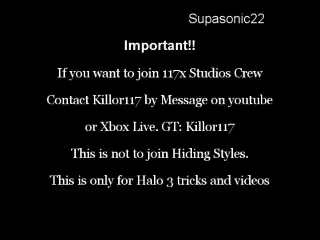 Supasonic22
Important!!
If you want to join 117x Studios Crew
Contact Killor117 by Message on youtube
or Xbox Live. GT: Killor117
This is not to join Hiding Styles.
This is only for Halo 3 tricks and videos